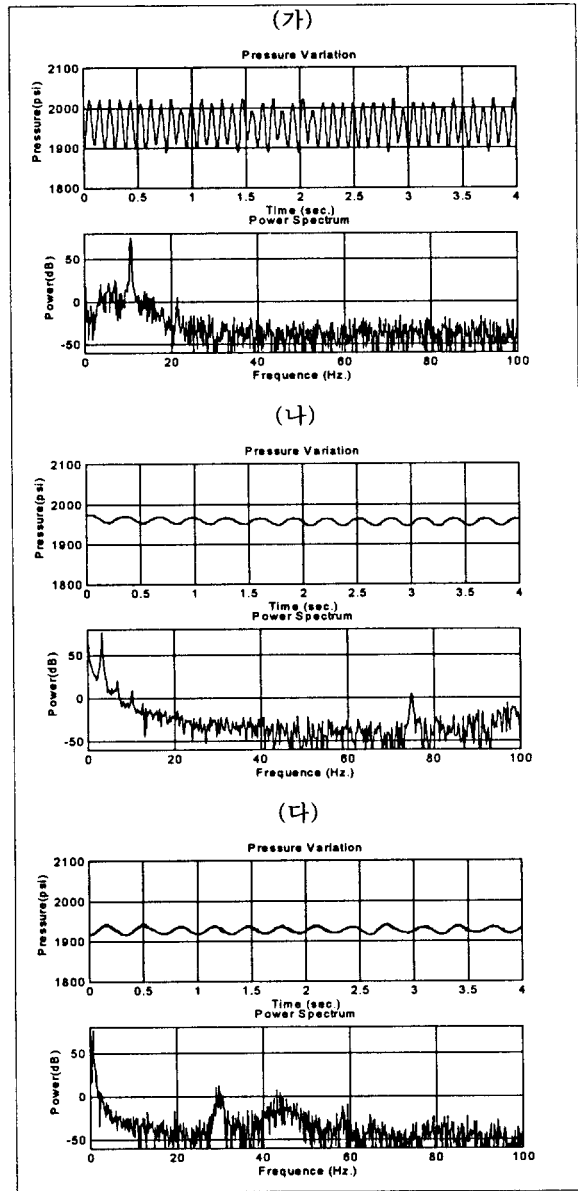 (가)
Pressure Variation
2100
2000
1900
1800
Pressure(psi)
0 0.5 1 1.5 2 2.5 3 3.5 4
Time (sec.)
Power Spectrum
50
0
-50
Power(dB)
0 20 40 60 80 100
Frequence (Hz.)
(나)
Pressure Variation
2100
2000
1900
1800
Pressure(psi)
0 0.5 1 1.5 2 2.5 3 3.5 4
Time (sec.)
Power Spectrum
50
0
-50
Power(dB)
0 20 40 60 80 100
Frequence (Hz.)
(다)
Pressure Variation
2100
2000
1900
1800
Pressure(psi)
0 0.5 1 1.5 2 2.5 3 3.5 4
Time (sec.)
Power Spectrum
50
0
-50
Power(dB)
0 20 40 60 80 100
Frequence (Hz.)